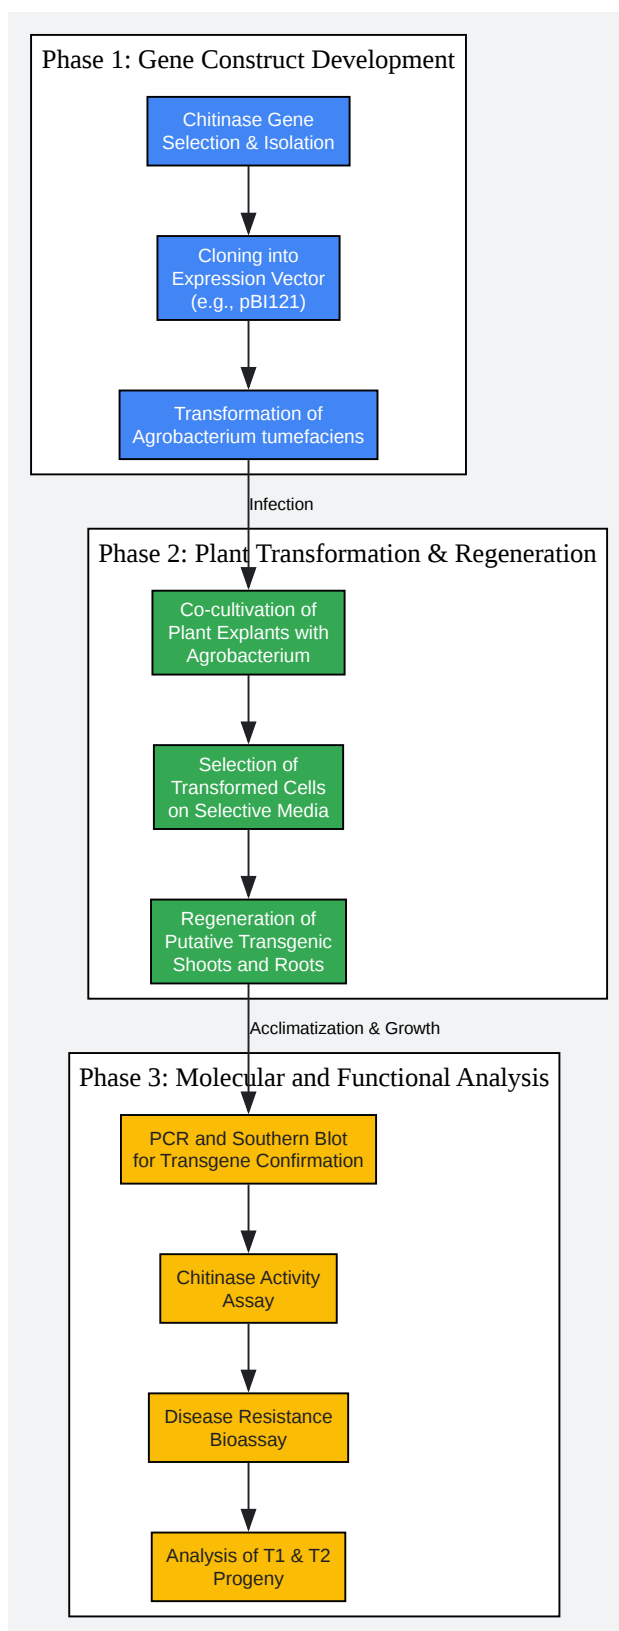 Phase 1: Gene Construct Development
Chitinase Gene
Selection & Isolation
Cloning into
Expression Vector
(e.g., pBI121)
Transformation of
Agrobacterium tumefaciens
Infection
Phase 2: Plant Transformation & Regeneration
Co-cultivation of
Plant Explants with
Agrobacterium
Selection of
Transformed Cells
on Selective Media
Regeneration of
Putative Transgenic
Shoots and Roots
Acclimatization & Growth
Phase 3: Molecular and Functional Analysis
PCR and Southern Blot
for Transgene Confirmation
Chitinase Activity
Assay
Disease Resistance
Bioassay
Analysis of T1 & T2
Progeny